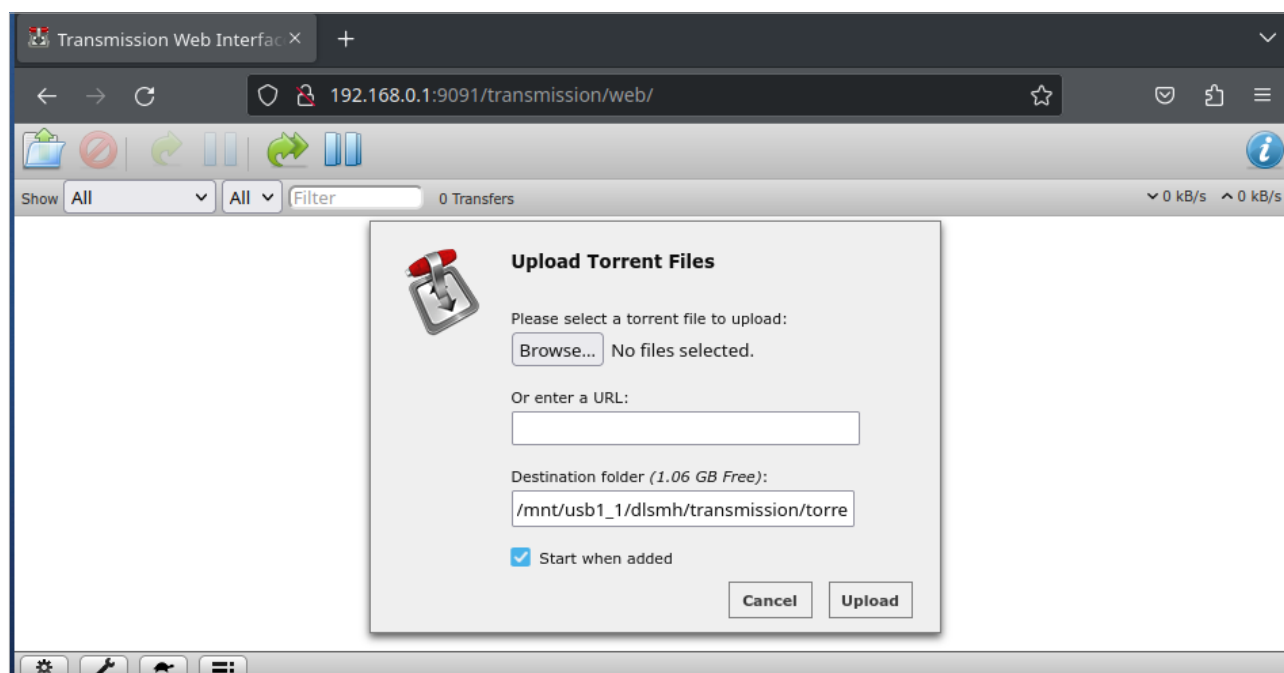 Transmission Web Interfac
192.168.0.1:9091/transmission/web/
Show All All Filter 0 Transfers 0 kB/s 0 kB/s
Upload Torrent Files
Please select a torrent file to upload:
Browse... No files selected.
Or enter a URL:
Destination folder (1.06 GB Free):
/mnt/usb1_1/dlsmh/transmission/torre
Start when added
Cancel Upload